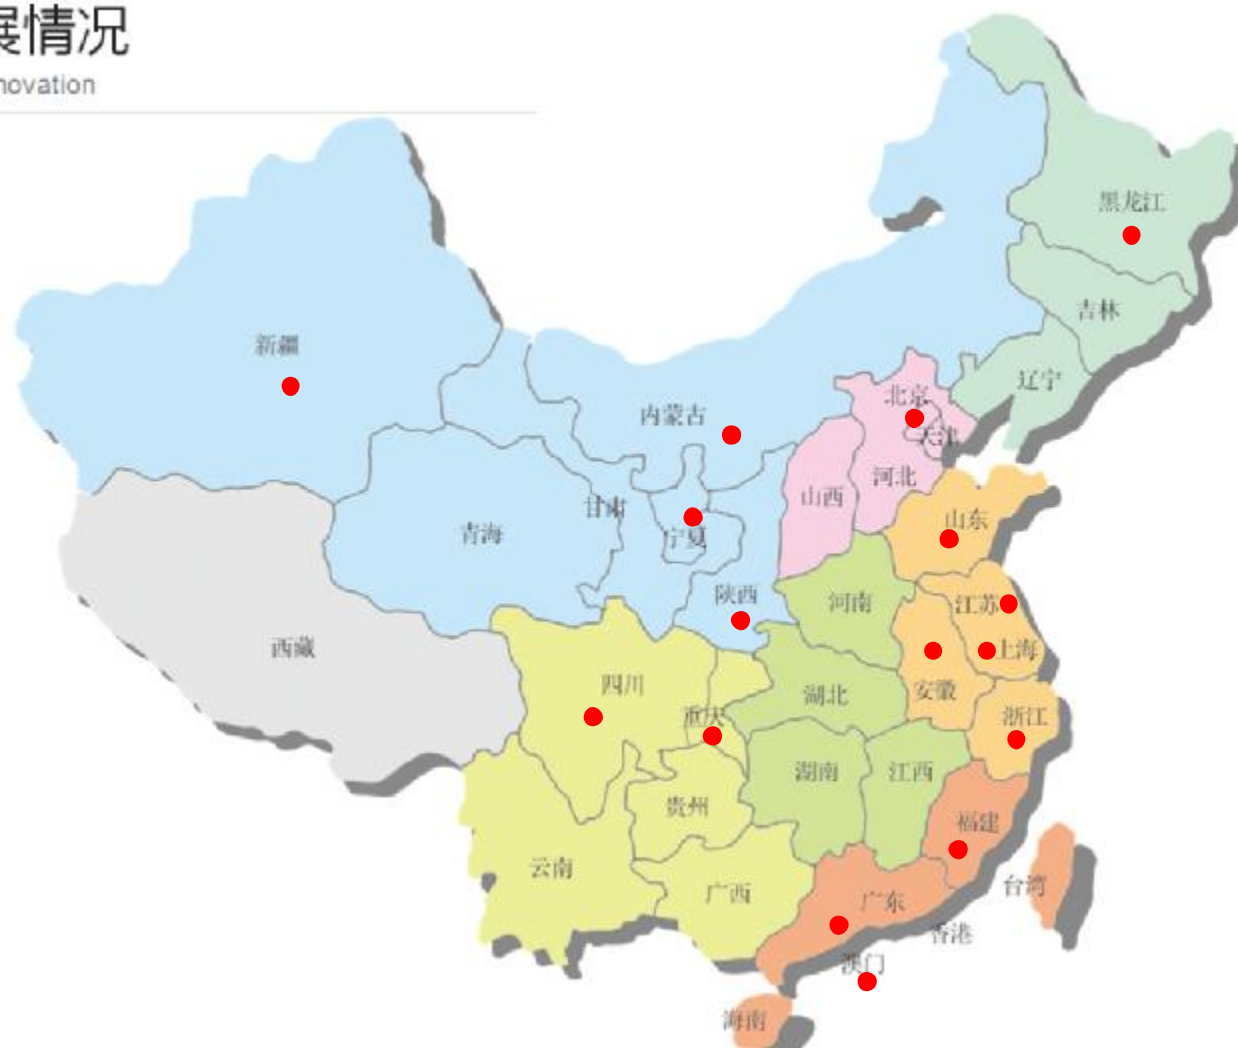 展情况
novation
黑龙江
吉林
新疆
辽宁
北京
内蒙古
天津
河北
山西
甘肃
山东
青海
宁夏
陕西
河南
江苏
西藏
上海
四川
湖北
安徽
重庆
浙江
湖南
江西
贵州
福建
云南
台湾
广西
广东
香港
澳门
海南